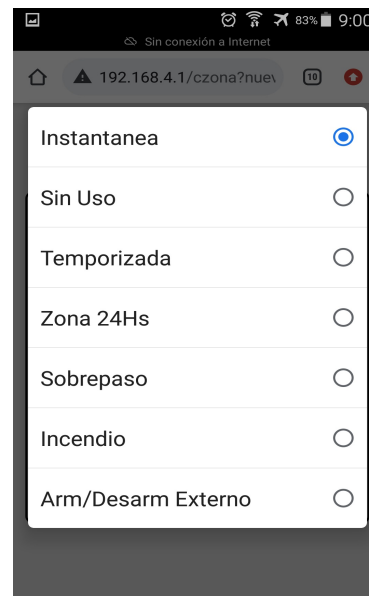 83% 9:00
Sin conexión a Internet
192.168.4.1/czona?nuev 10
Instantanea
Sin Uso
Temporizada
Zona 24Hs
Sobrepaso
Incendio
Arm/Desarm Externo